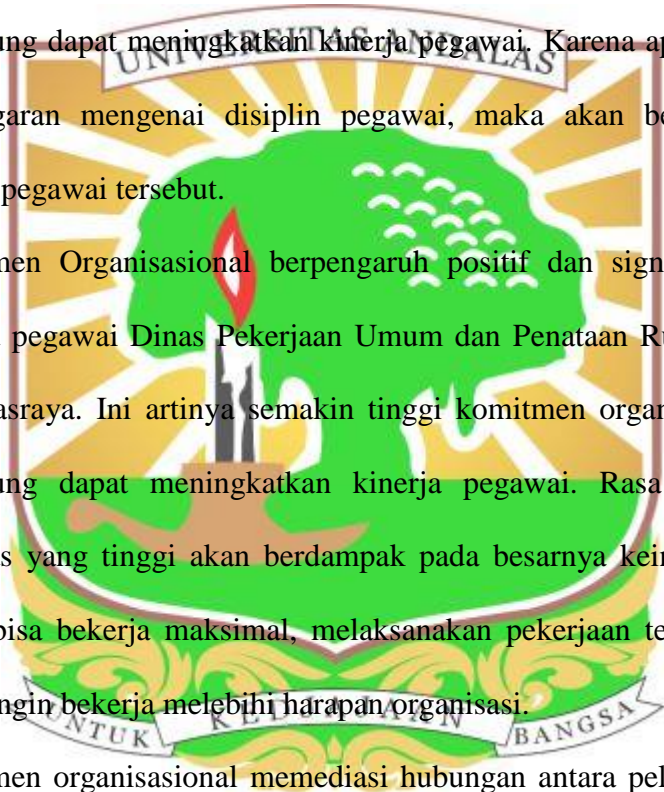 UNIVERSITAS ANDALAS
ung dapat meningkatkan kinerja pegawai. Karena ap
garan mengenai disiplin pegawai, maka akan be
pegawai tersebut.
men Organisasional berpengaruh positif dan sign
pegawai Dinas Pekerjaan Umum dan Penataan Ru
asraya. Ini artinya semakin tinggi komitmen organ
ung dapat meningkatkan kinerja pegawai. Rasa
s yang tinggi akan berdampak pada besarnya kein
bisa bekerja maksimal, melaksanakan pekerjaan te
ngin bekerja melebihi harapan organisasi.
UNTUK KEDJAJAAN BANGSA
men organisasional memediasi hubungan antara pel